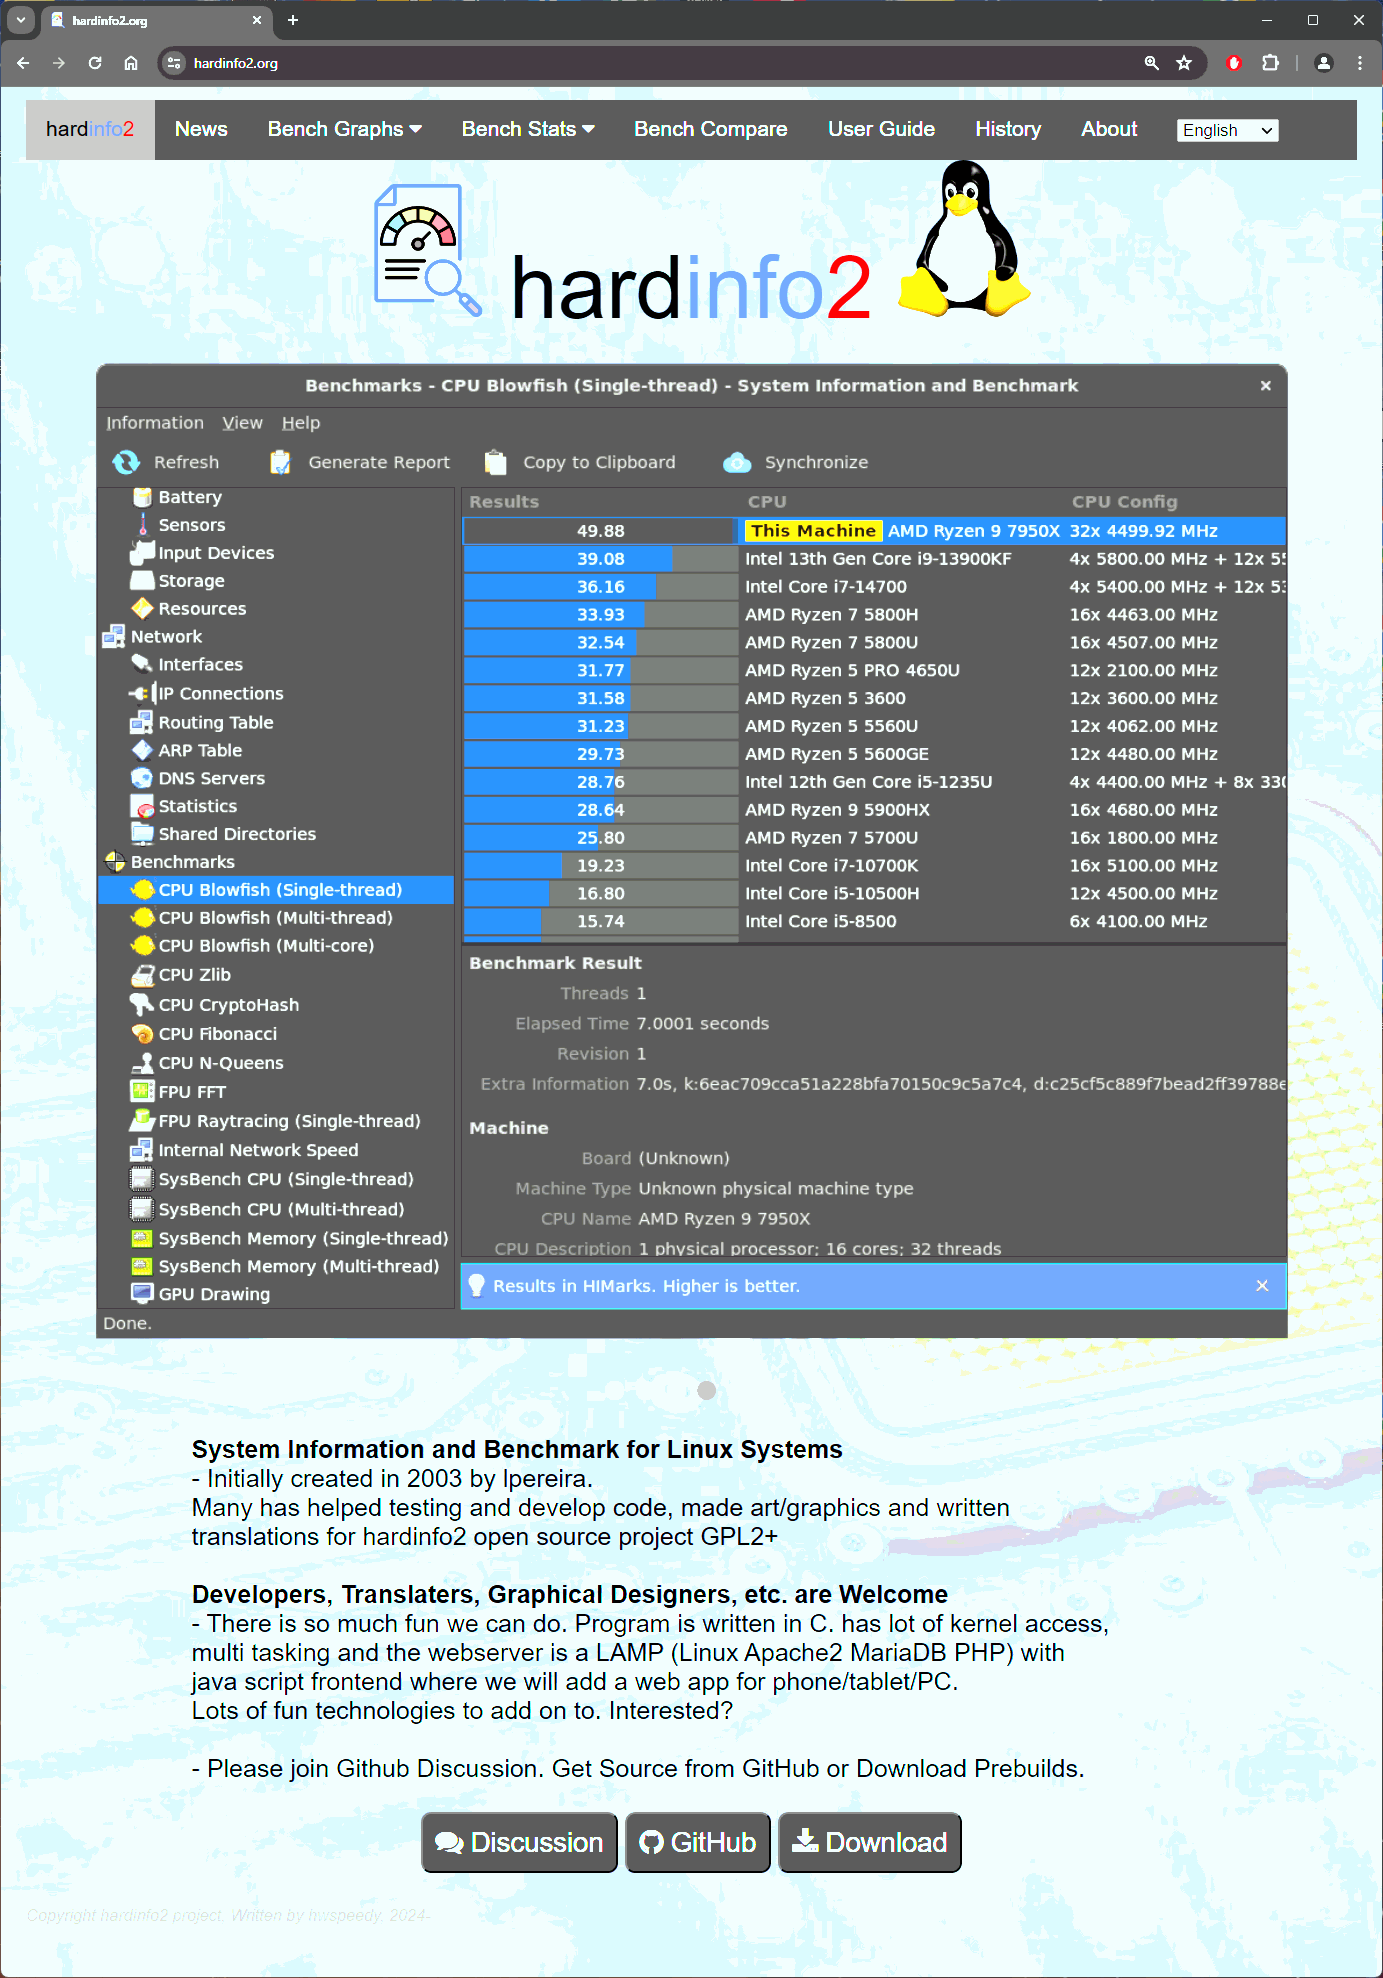 hardinfo2.org
hardinfo2.org
hardinfo2 News Bench Graphs Bench Stats Bench Compare User Guide History About English
hardinfo2
Benchmarks - CPU Blowfish (Single-thread) - System Information and Benchmark
Information View Help
Refresh Generate Report Copy to Clipboard Synchronize
Battery
Sensors
Input Devices
Storage
Resources
Network
Interfaces
IP Connections
Routing Table
ARP Table
DNS Servers
Statistics
Shared Directories
Benchmarks
CPU Blowfish (Single-thread)
CPU Blowfish (Multi-thread)
CPU Blowfish (Multi-core)
CPU Zlib
CPU CryptoHash
CPU Fibonacci
CPU N-Queens
FPU FFT
FPU Raytracing (Single-thread)
Internal Network Speed
SysBench CPU (Single-thread)
SysBench CPU (Multi-thread)
SysBench Memory (Single-thread)
SysBench Memory (Multi-thread)
GPU Drawing
Results CPU CPU Config
49.88 This Machine AMD Ryzen 9 7950X 32x 4499.92 MHz
39.08 Intel 13th Gen Core i9-13900KF 4x 5800.00 MHz + 12x 55
36.16 Intel Core i7-14700 4x 5400.00 MHz + 12x 53
33.93 AMD Ryzen 7 5800H 16x 4463.00 MHz
32.54 AMD Ryzen 7 5800U 16x 4507.00 MHz
31.77 AMD Ryzen 5 PRO 4650U 12x 2100.00 MHz
31.58 AMD Ryzen 5 3600 12x 3600.00 MHz
31.23 AMD Ryzen 5 5560U 12x 4062.00 MHz
29.73 AMD Ryzen 5 5600GE 12x 4480.00 MHz
28.76 Intel 12th Gen Core i5-1235U 4x 4400.00 MHz + 8x 330
28.64 AMD Ryzen 9 5900HX 16x 4680.00 MHz
25.80 AMD Ryzen 7 5700U 16x 1800.00 MHz
19.23 Intel Core i7-10700K 16x 5100.00 MHz
16.80 Intel Core i5-10500H 12x 4500.00 MHz
15.74 Intel Core i5-8500 6x 4100.00 MHz
Benchmark Result
Threads 1
Elapsed Time 7.0001 seconds
Revision 1
Extra Information 7.0s, k:6eac709cca51a228bfa70150c9c5a7c4, d:c25cf5c889f7bead2ff39788e
Machine
Board (Unknown)
Machine Type Unknown physical machine type
CPU Name AMD Ryzen 9 7950X
CPU Description 1 physical processor; 16 cores; 32 threads
Results in HIMarks. Higher is better.
Done.
System Information and Benchmark for Linux Systems
- Initially created in 2003 by lpereira.
Many has helped testing and develop code, made art/graphics and written
translations for hardinfo2 open source project GPL2+
Developers, Translaters, Graphical Designers, etc. are Welcome
- There is so much fun we can do. Program is written in C. has lot of kernel access,
multi tasking and the webserver is a LAMP (Linux Apache2 MariaDB PHP) with
java script frontend where we will add a web app for phone/tablet/PC.
Lots of fun technologies to add on to. Interested?
- Please join Github Discussion. Get Source from GitHub or Download Prebuilds.
Discussion GitHub Download
Copyright hardinfo2 project. Written by hwspeedy. 2024-